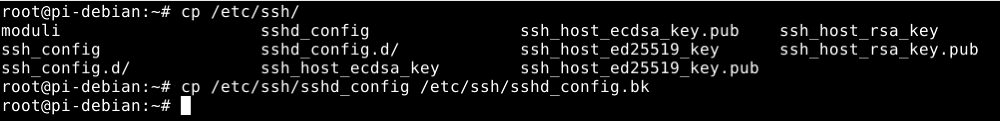 root@pi-debian:~# cp /etc/ssh/
moduli sshd_config ssh_host_ecdsa_key.pub ssh_host_rsa_key
ssh_config sshd_config.d/ ssh_host_ed25519_key ssh_host_rsa_key.pub
ssh_config.d/ ssh_host_ecdsa_key ssh_host_ed25519_key.pub
root@pi-debian:~# cp /etc/ssh/sshd_config /etc/ssh/sshd_config.bk
root@pi-debian:~#